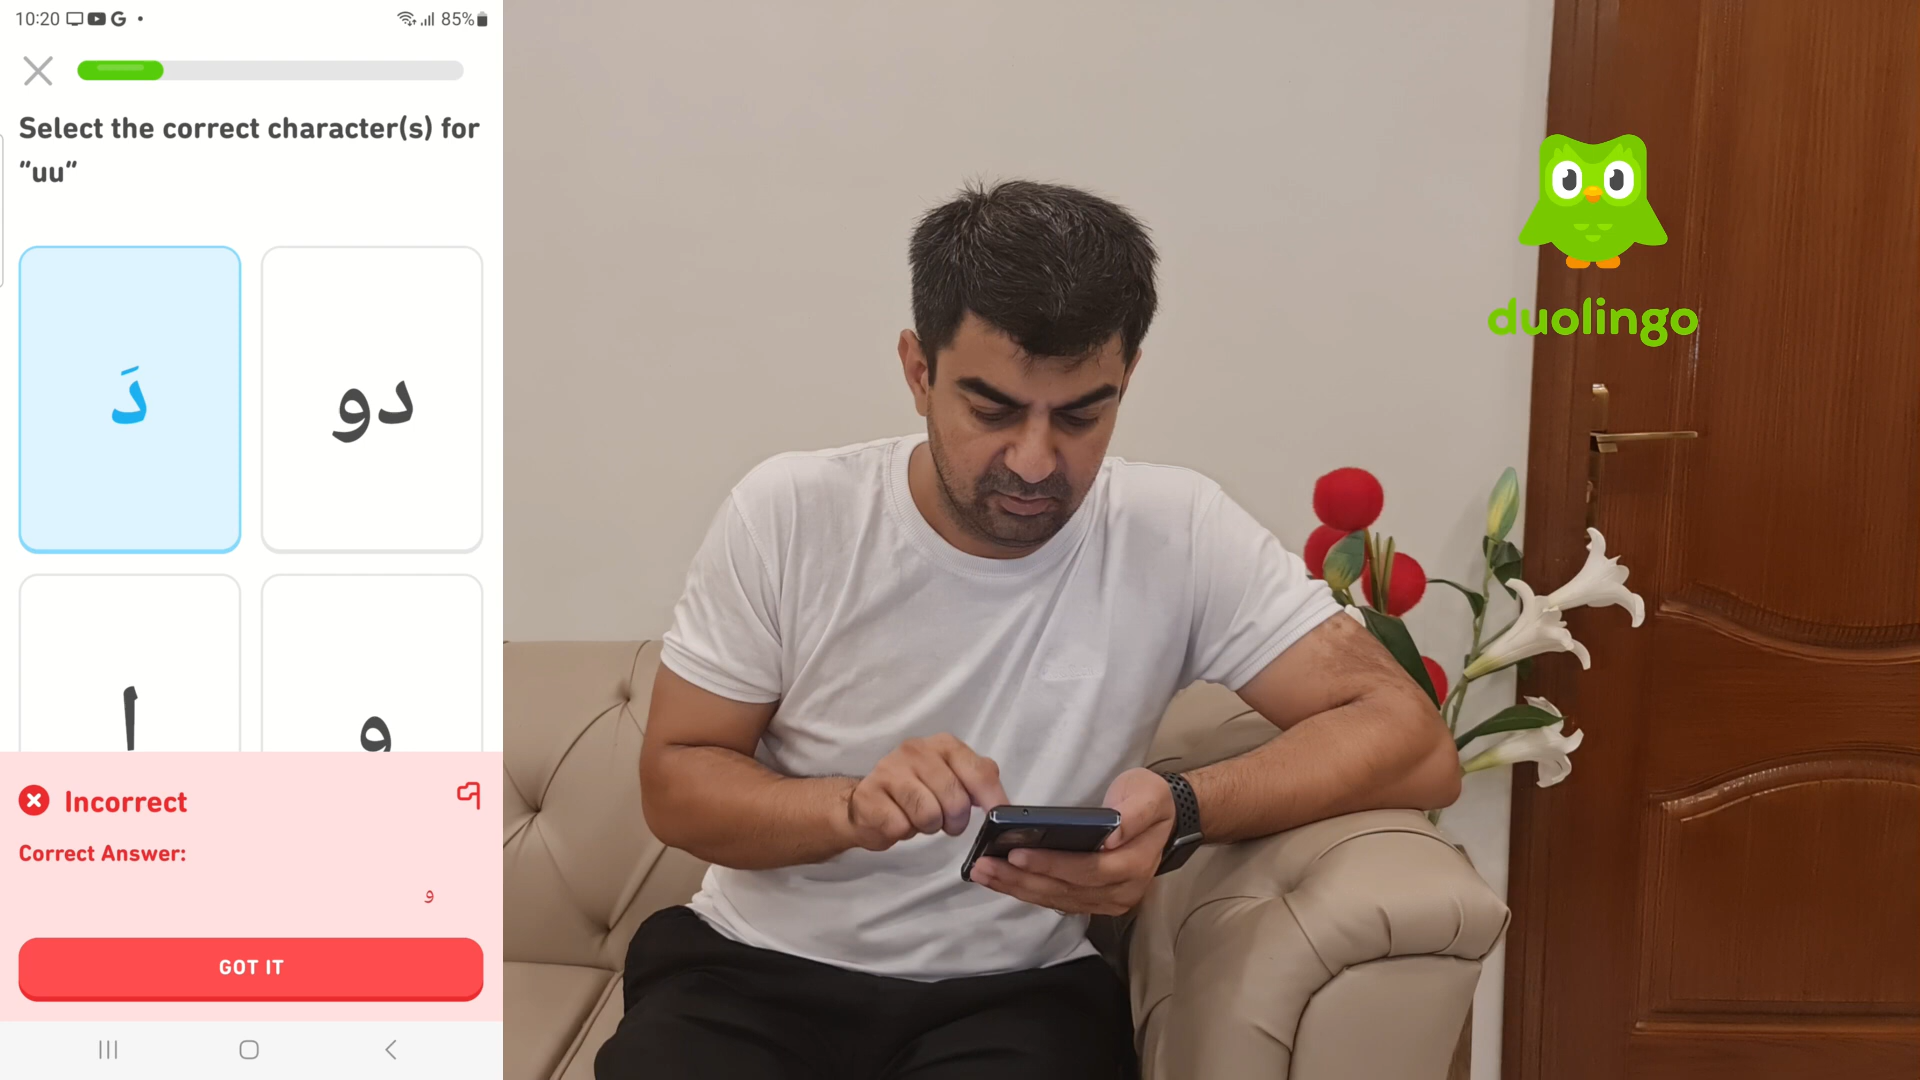 10:20
85%
Select the correct character(s) for
"uu"
دَ
دو
ا
و
Incorrect
Correct Answer:
و
GOT IT
duolingo